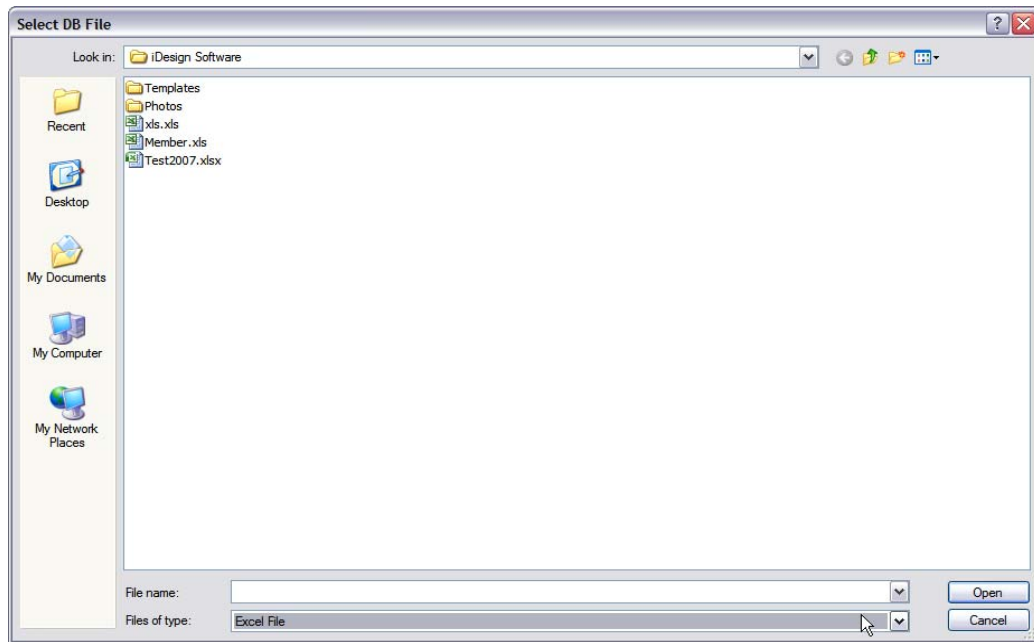 Select DB File
Look in: iDesign Software
Recent
Desktop
My Documents
My Computer
My Network
Places
Templates
Photos
xls.xls
Member.xls
Test2007.xlsx
File name:
Open
Files of type: Excel File
Cancel